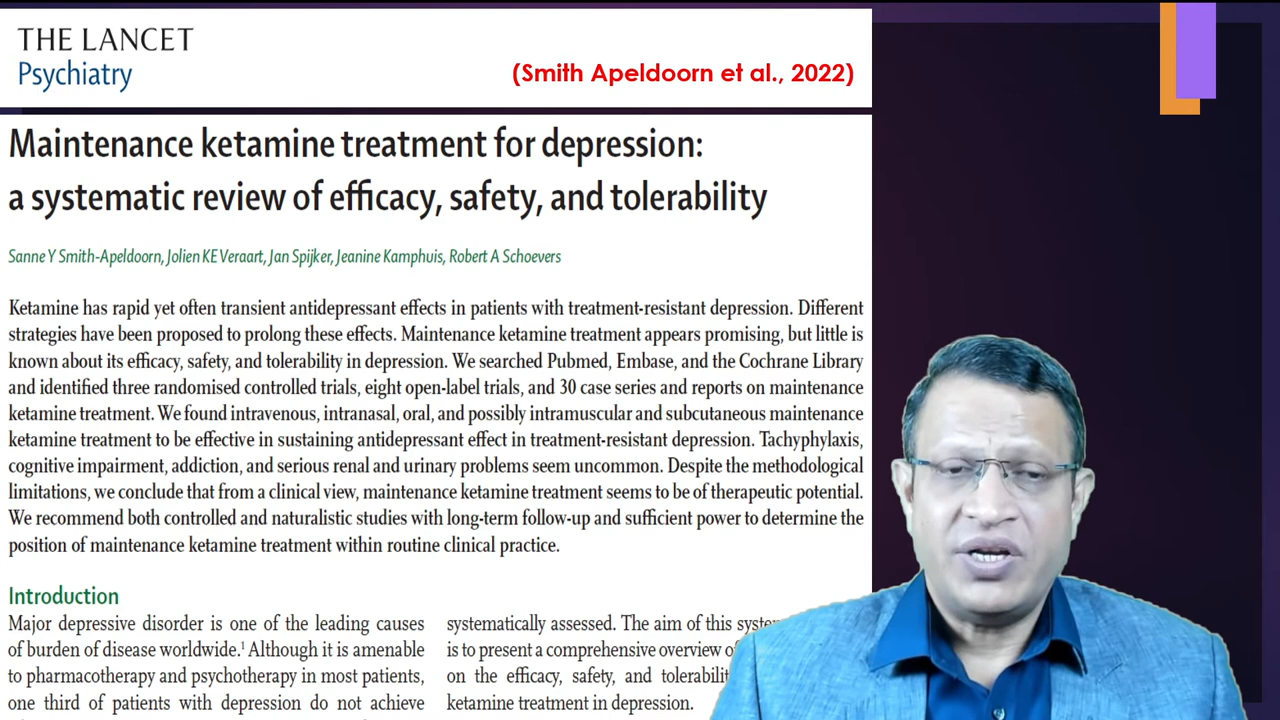 THE LANCET
Psychiatry
(Smith Apeldoorn et al., 2022)
Maintenance ketamine treatment for depression:
a systematic review of efficacy, safety, and tolerability
Sanne Y Smith-Apeldoorn, Jolien KE Veraart, Jan Spijker, Jeanine Kamphuis, Robert A Schoevers
Ketamine has rapid yet often transient antidepressant effects in patients with treatment-resistant depression. Different
strategies have been proposed to prolong these effects. Maintenance ketamine treatment appears promising, but little is
known about its efficacy, safety, and tolerability in depression. We searched Pubmed, Embase, and the Cochrane Library
and identified three randomised controlled trials, eight open-label trials, and 30 case series and reports on maintenance
ketamine treatment. We found intravenous, intranasal, oral, and possibly intramuscular and subcutaneous maintenance
ketamine treatment to be effective in sustaining antidepressant effect in treatment-resistant depression. Tachyphylaxis,
cognitive impairment, addiction, and serious renal and urinary problems seem uncommon. Despite the methodological
limitations, we conclude that from a clinical view, maintenance ketamine treatment seems to be of therapeutic potential.
We recommend both controlled and naturalistic studies with long-term follow-up and sufficient power to determine the
position of maintenance ketamine treatment within routine clinical practice.
Introduction
Major depressive disorder is one of the leading causes
of burden of disease worldwide.¹ Although it is amenable
to pharmacotherapy and psychotherapy in most patients,
one third of patients with depression do not achieve
systematically assessed. The aim of this
is to present a comprehensive overview
on the efficacy, safety, and
ketamine treatment in depression.